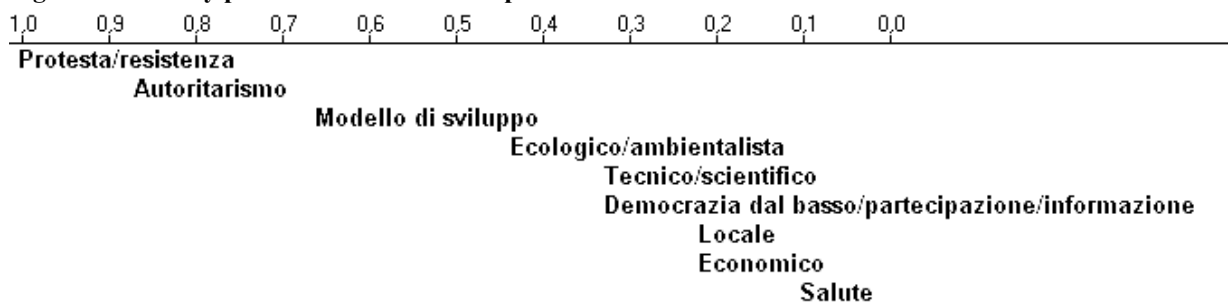 1,0 0,9 0,8 0,7 0,6 0,5 0,4 0,3 0,2 0,1 0,0
Protesta/resistenza
Autoritarismo
Modello di sviluppo
Ecologico/ambientalista
Tecnico/scientifico
Democrazia dal basso/partecipazione/informazione
Locale
Economico
Salute